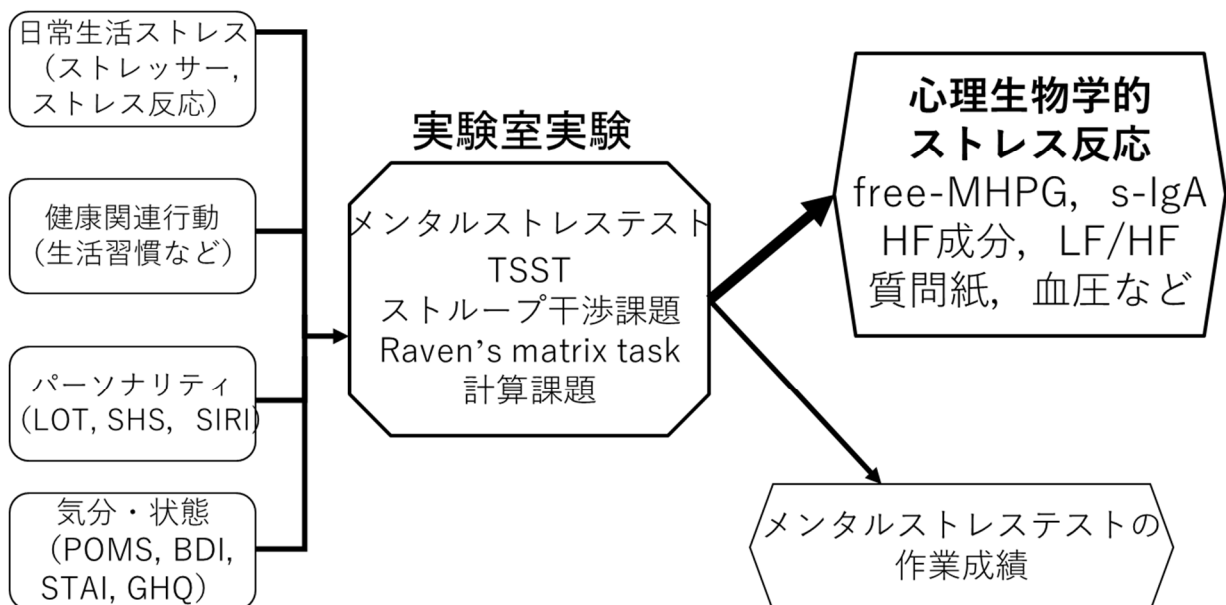 日常生活ストレス
（ストレッサー,
ストレス反応）
健康関連行動
(生活習慣など)
パーソナリティ
(LOT, SHS, SIRI)
気分・状態
（POMS, BDI,
STAI, GHQ）
実験室実験
メンタルストレステスト
TSST
ストループ干渉課題
Raven’s matrix task
計算課題
心理生物学的
ストレス反応
free-MHPG, s-IgA
HF成分, LF/HF
質問紙, 血圧など
メンタルストレステストの
作業成績